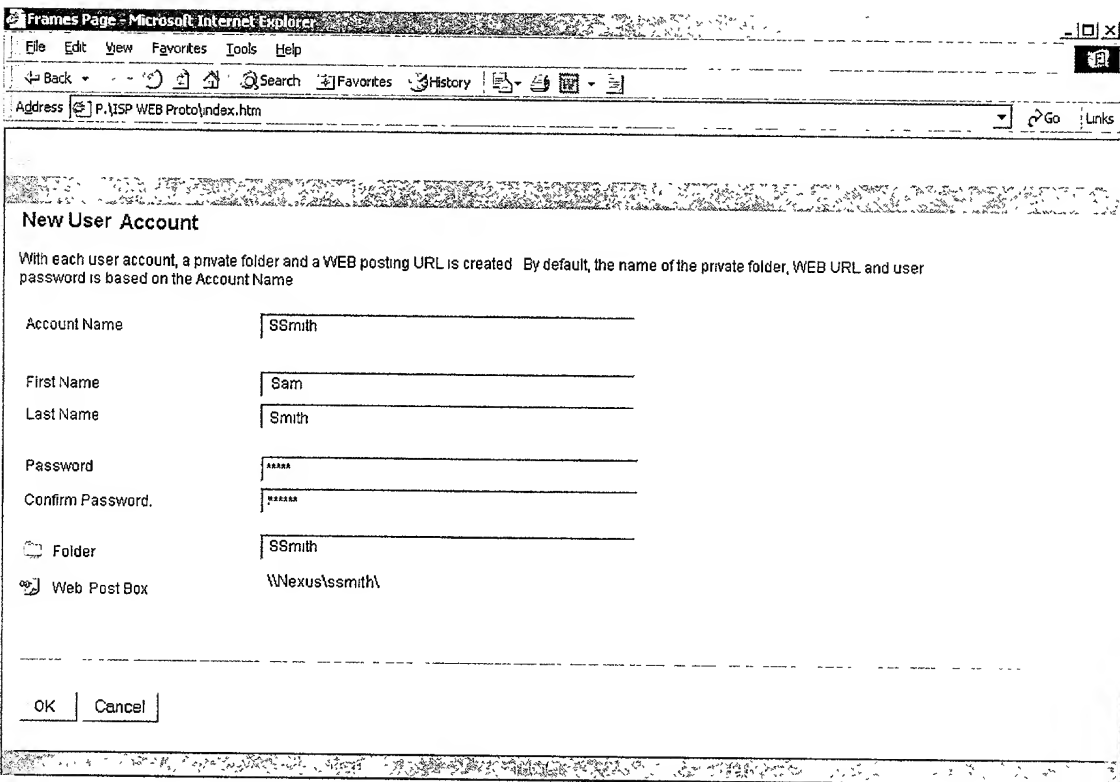 Frames Page - Microsoft Internet Explorer
File Edit View Favorites Tools Help
Back Search Favorites History
Address P:\ISP WEB Proto\index.htm Go Links
New User Account
With each user account, a private folder and a WEB posting URL is created By default, the name of the private folder, WEB URL and user
password is based on the Account Name
Account Name SSmith
First Name Sam
Last Name Smith
Password *****
Confirm Password. ******
Folder SSmith
Web Post Box \\Nexus\ssmith\
OK Cancel